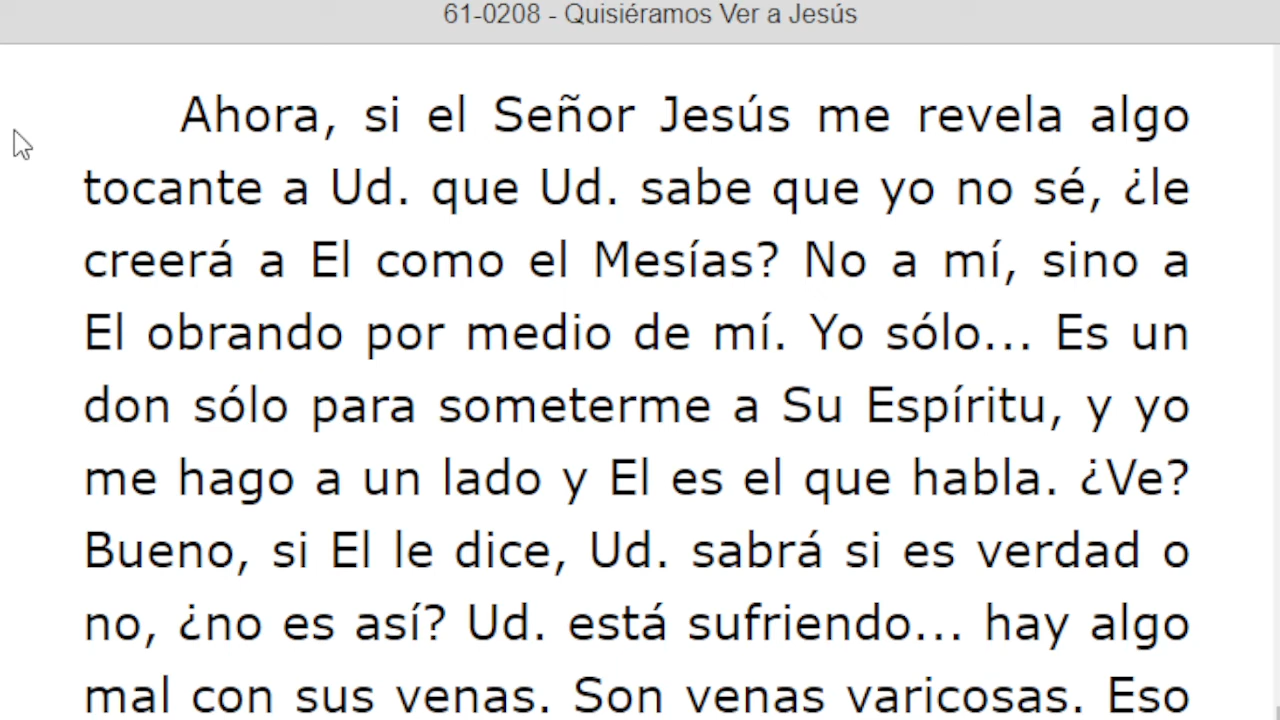 61-0208 - Quisiéramos Ver a Jesús
Ahora, si el Señor Jesús me revela algo
tocante a Ud. que Ud. sabe que yo no sé, ¿le
creerá a El como el Mesías? No a mí, sino a
El obrando por medio de mí. Yo sólo... Es un
don sólo para someterme a Su Espíritu, y yo
me hago a un lado y El es el que habla. ¿Ve?
Bueno, si El le dice, Ud. sabrá si es verdad o
no, ¿no es así? Ud. está sufriendo... hay algo
mal con sus venas. Son venas varicosas. Eso